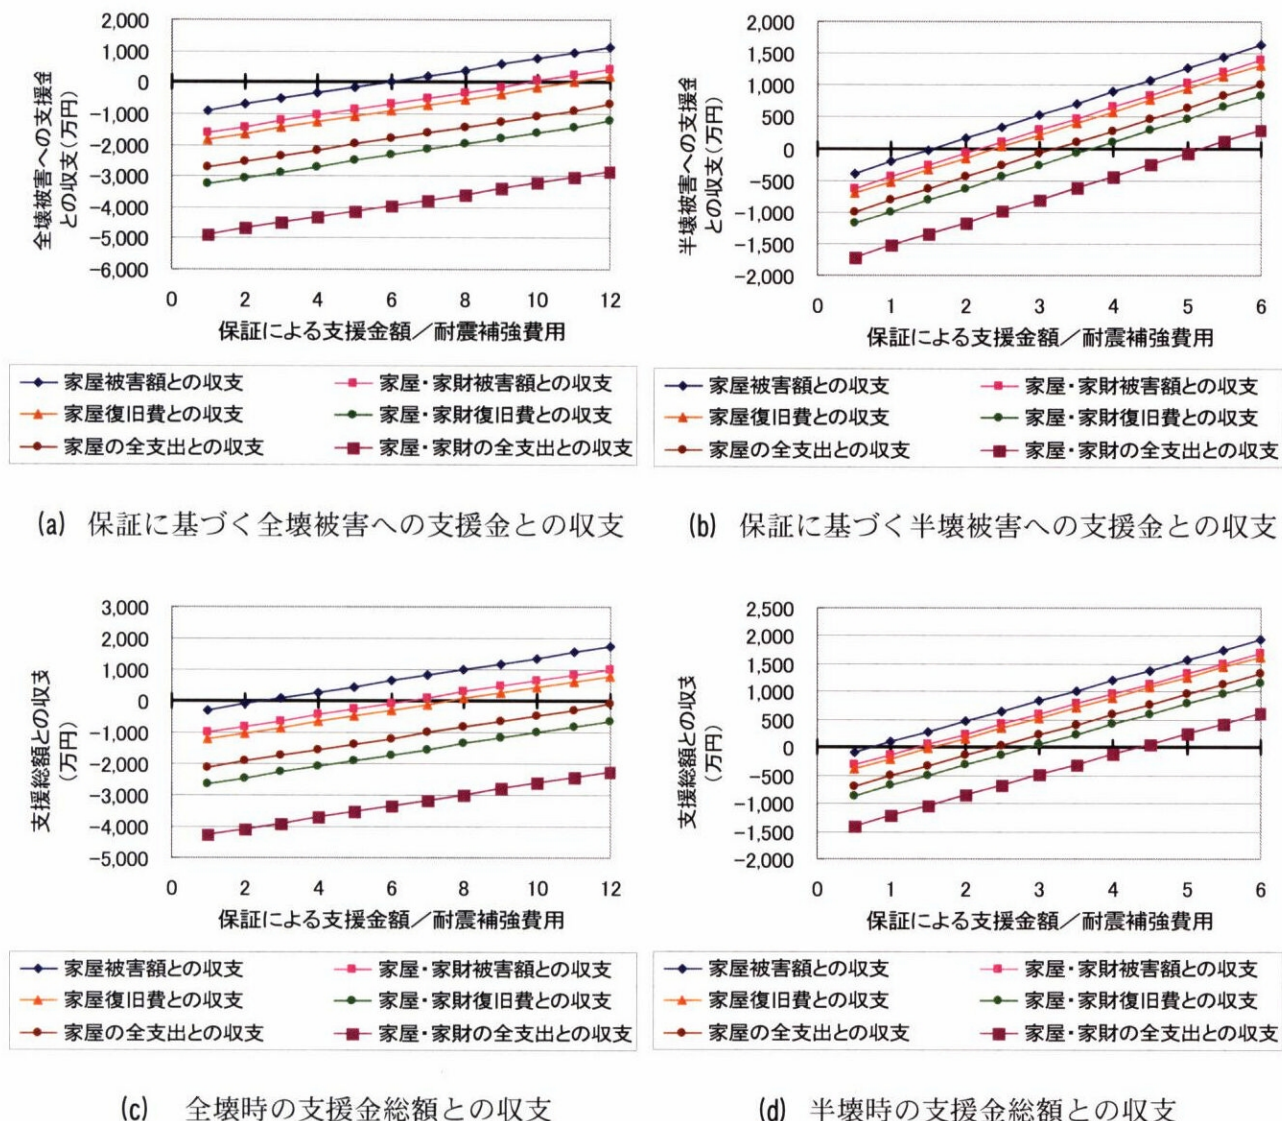 2,000
1,000
0
−1,000
−2,000
−3,000
−4,000
−5,000
−6,000
全壊被害への支援金
との収支(万円)
0 2 4 6 8 10 12
保証による支援金額/耐震補強費用
家屋被害額との収支 家屋・家財被害額との収支
家屋復旧費との収支 家屋・家財復旧費との収支
家屋の全支出との収支 家屋・家財の全支出との収支
(a) 保証に基づく全壊被害への支援金との収支
2,000
1,500
1,000
500
0
−500
−1,000
−1,500
−2,000
半壊被害への支援金
との収支(万円)
0 1 2 3 4 5 6
保証による支援金額/耐震補強費用
家屋被害額との収支 家屋・家財被害額との収支
家屋復旧費との収支 家屋・家財復旧費との収支
家屋の全支出との収支 家屋・家財の全支出との収支
(b) 保証に基づく半壊被害への支援金との収支
3,000
2,000
1,000
0
−1,000
−2,000
−3,000
−4,000
−5,000
支援総額との収支
(万円)
0 2 4 6 8 10 12
保証による支援金額/耐震補強費用
家屋被害額との収支 家屋・家財被害額との収支
家屋復旧費との収支 家屋・家財復旧費との収支
家屋の全支出との収支 家屋・家財の全支出との収支
(c) 全壊時の支援金総額との収支
2,500
2,000
1,500
1,000
500
0
−500
−1,000
−1,500
−2,000
支援総額との収支
(万円)
0 1 2 3 4 5 6
保証による支援金額/耐震補強費用
家屋被害額との収支 家屋・家財被害額との収支
家屋復旧費との収支 家屋・家財復旧費との収支
家屋の全支出との収支 家屋・家財の全支出との収支
(d) 半壊時の支援金総額との収支